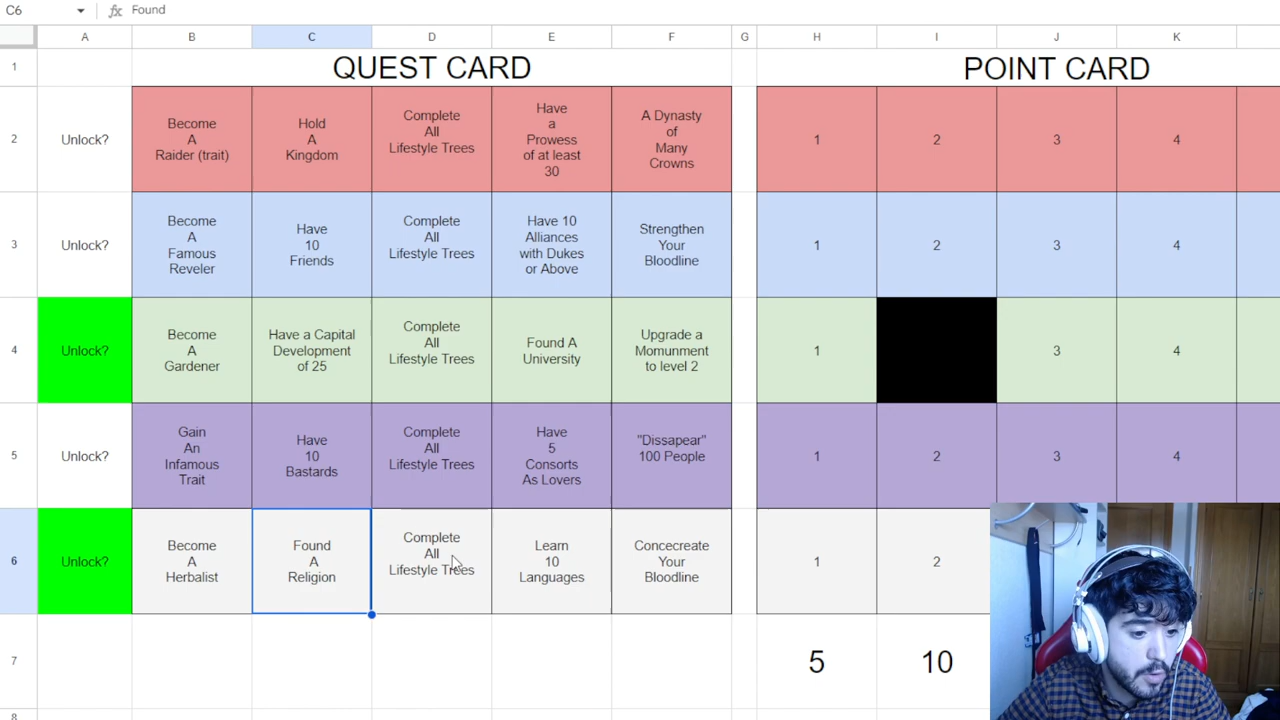 C6
fx Found
A B C D E F G H I J K
1 QUEST CARD POINT CARD
2
Unlock?
Become
A
Raider (trait)
Hold
A
Kingdom
Complete
All
Lifestyle Trees
Have
a
Prowess
of at least
30
A Dynasty
of
Many
Crowns
1 2 3 4
3
Unlock?
Become
A
Famous
Reveler
Have
10
Friends
Complete
All
Lifestyle Trees
Have 10
Alliances
with Dukes
or Above
Strengthen
Your
Bloodline
1 2 3 4
4
Unlock?
Become
A
Gardener
Have a Capital
Development
of 25
Complete
All
Lifestyle Trees
Found A
University
Upgrade a
Momunment
to level 2
1 3 4
5
Unlock?
Gain
An
Infamous
Trait
Have
10
Bastards
Complete
All
Lifestyle Trees
Have
5
Consorts
As Lovers
"Dissapear"
100 People
1 2 3 4
6
Unlock?
Become
A
Herbalist
Found
A
Religion
Complete
All
Lifestyle Trees
Learn
10
Languages
Concecreate
Your
Bloodline
1 2
7 5 10
8